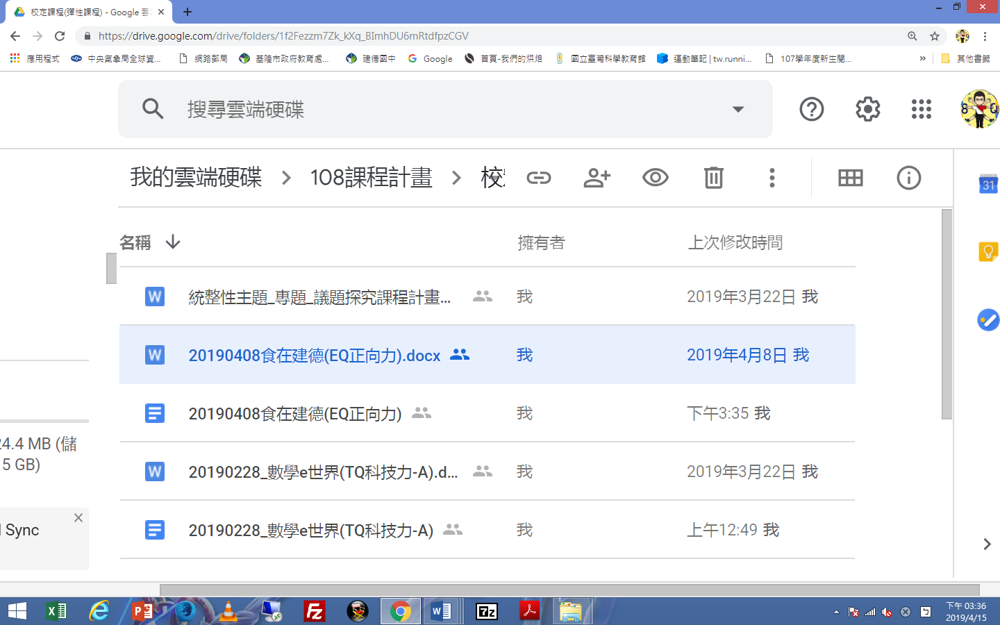 校定課程(彈性課程) - Google 雲
https://drive.google.com/drive/folders/1f2Fezzm7Zk_kXq_BImhDU6mRtdfpzCGV
應用程式 中央氣象局全球資... 網路郵局 基隆市政府教育處... 建德國中 Google 首頁-我們的烘焙 國立臺灣科學教育館 運動筆記 | tw.runni... 107學年度新生閱... » 其他書籤
搜尋雲端硬碟
我的雲端硬碟 > 108課程計畫 > 校
31
名稱 擁有者 上次修改時間
統整性主題_專題_議題探究課程計畫... 我 2019年3月22日 我
20190408食在建德(EQ正向力).docx 我 2019年4月8日 我
20190408食在建德(EQ正向力) 我 下午3:35 我
24.4 MB (儲
5 GB)
20190228_數學e世界(TQ科技力-A).d... 我 2019年3月22日 我
Sync
20190228_數學e世界(TQ科技力-A) 我 上午12:49 我
下午 03:36
2019/4/15